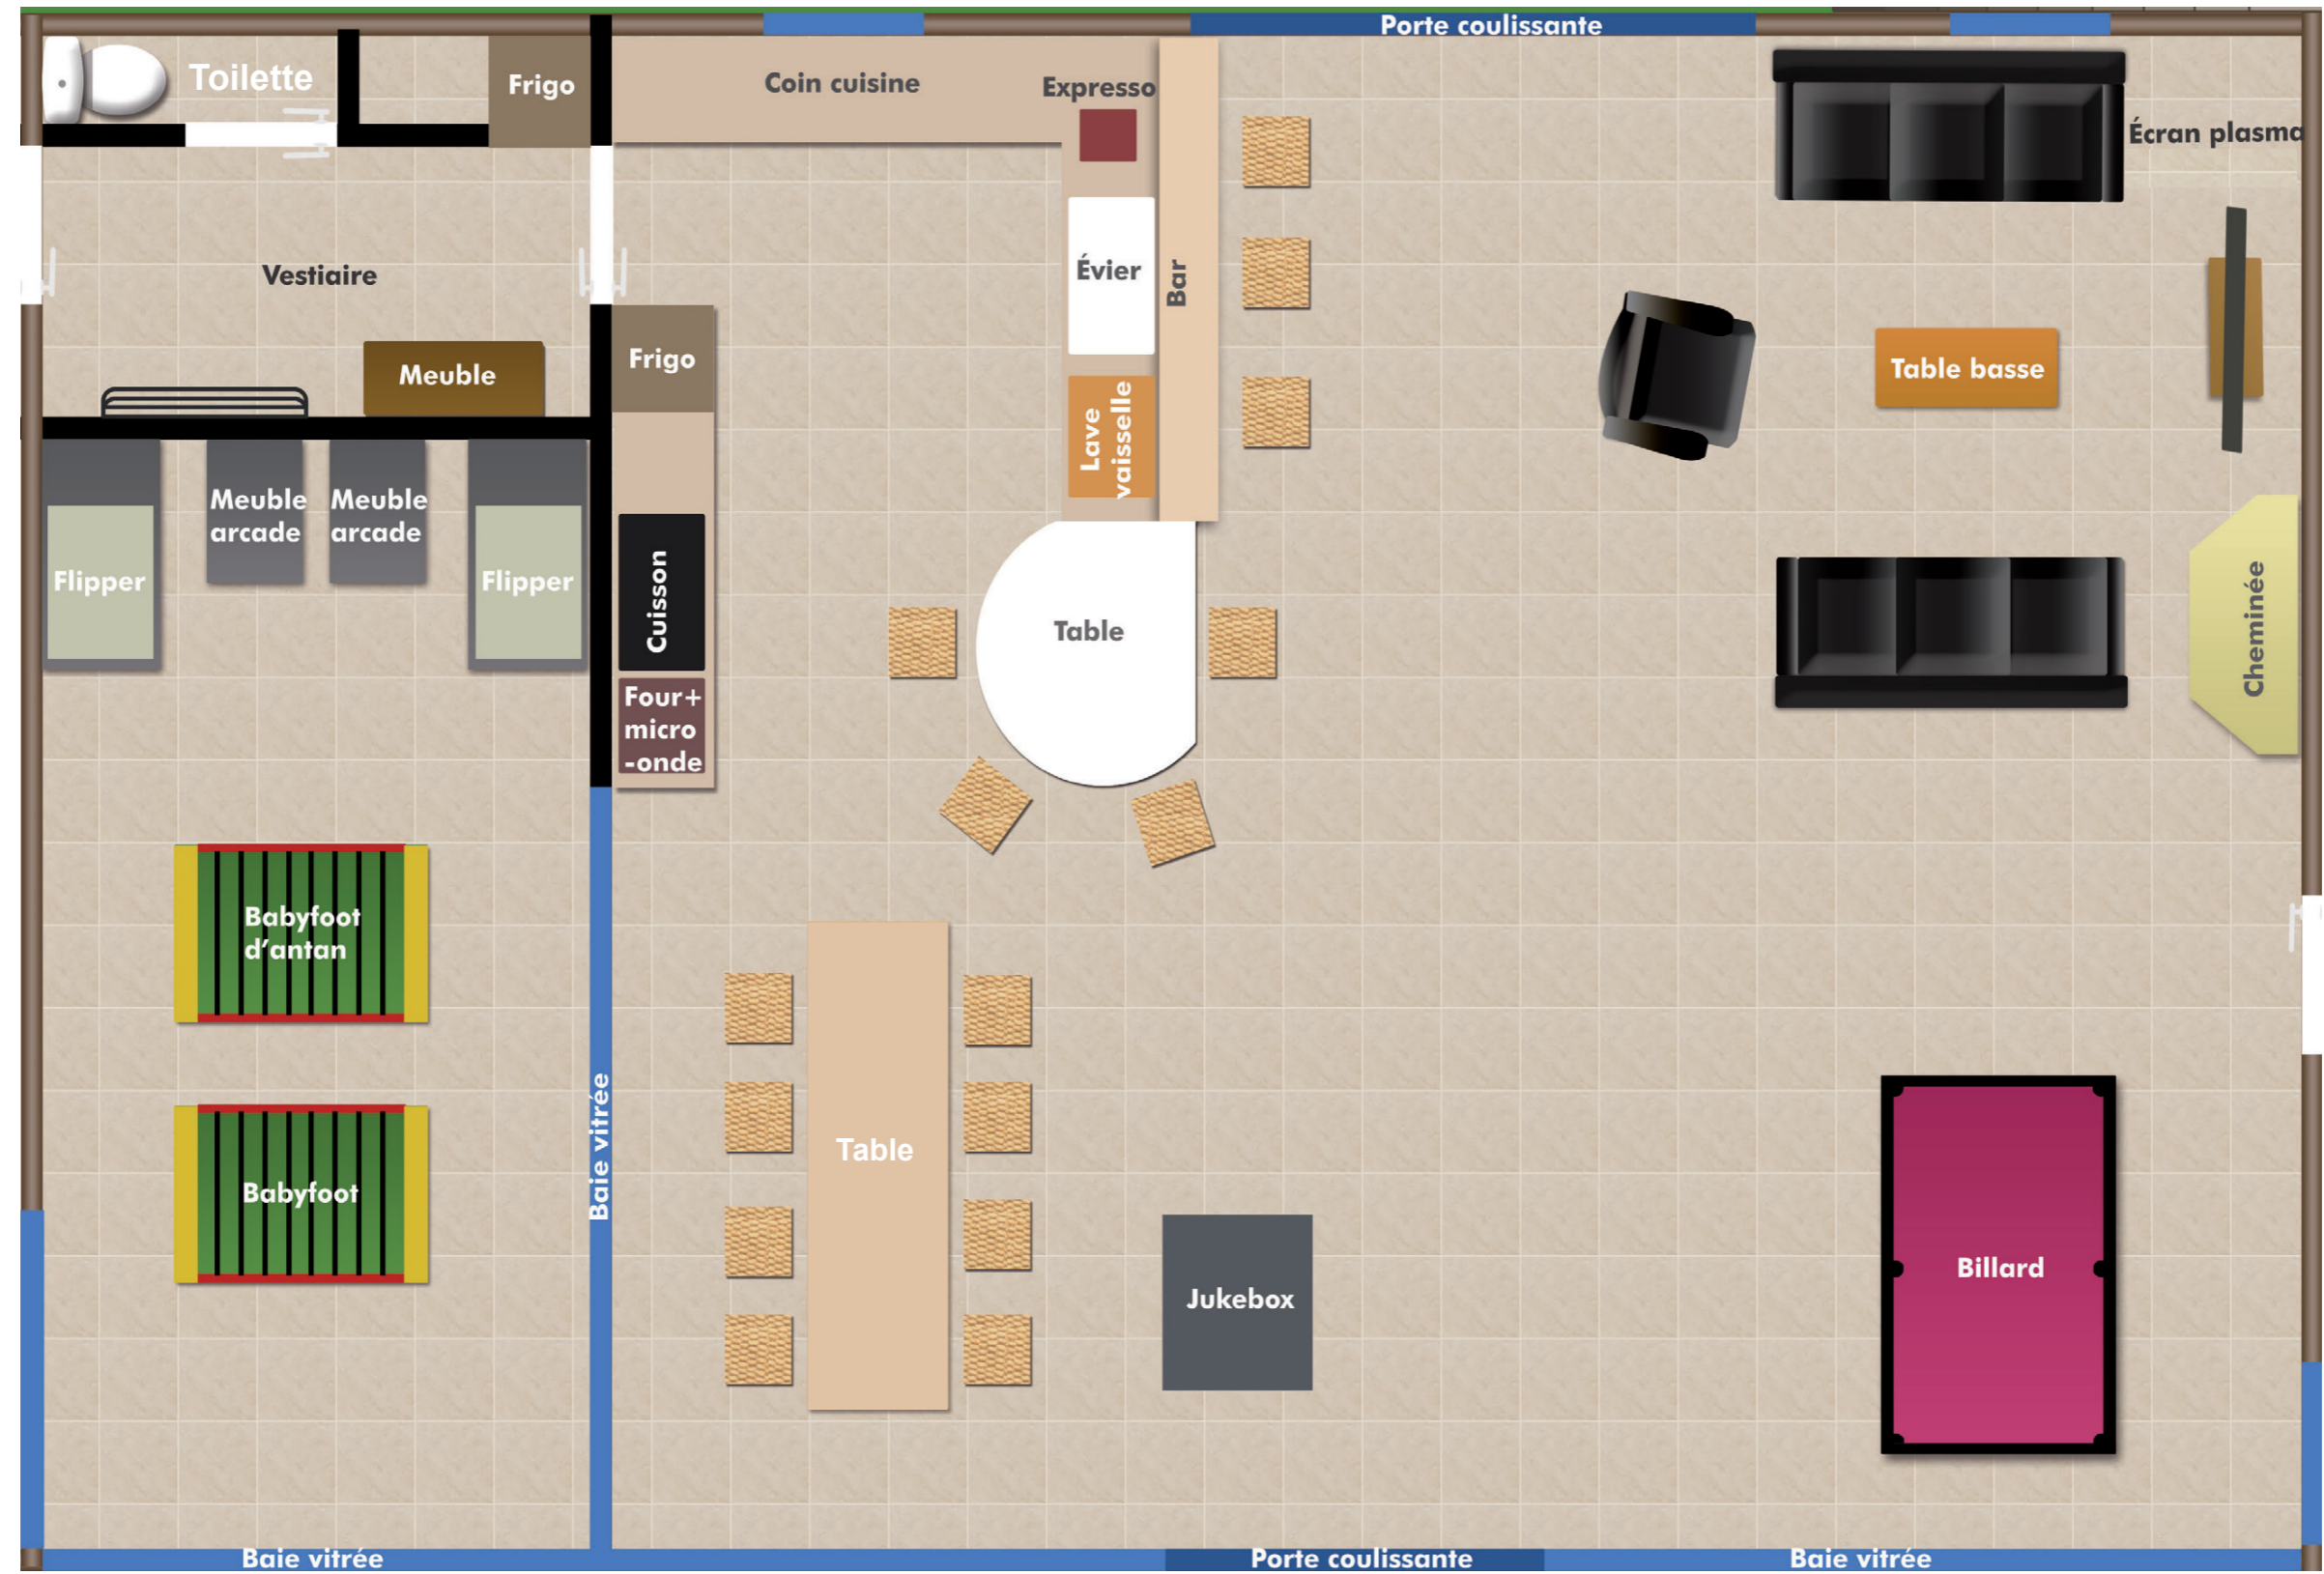 Porte coulissante
Toilette
Frigo
Coin cuisine
Expresso
Écran plasma
Vestiaire
Évier
Bar
Meuble
Frigo
Table basse
Lave
vaisselle
Meuble
arcade
Meuble
arcade
Flipper
Flipper
Cuisson
Table
Cheminée
Four+
micro
-onde
Babyfoot
d'antan
Baie vitrée
Table
Babyfoot
Jukebox
Billard
Baie vitrée
Porte coulissante
Baie vitrée